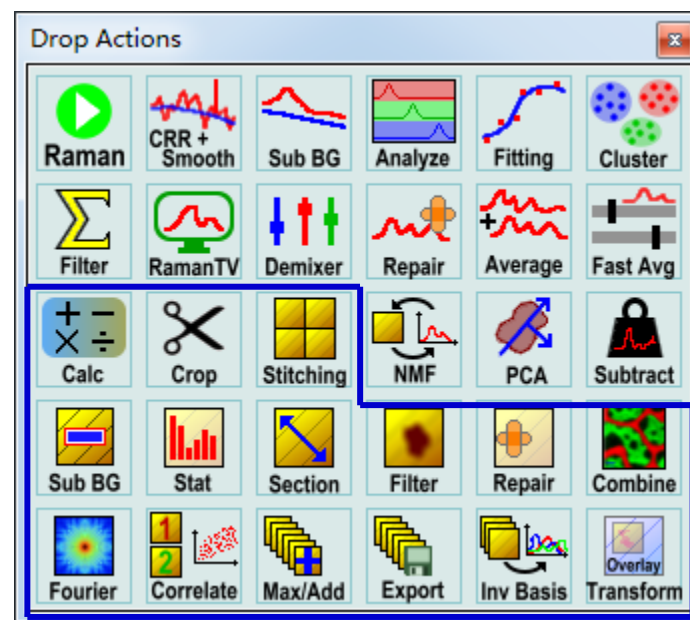 Drop Actions
Raman
CRR +
Smooth
Sub BG
Analyze
Fitting
Cluster
Filter
RamanTV
Demixer
Repair
Average
Fast Avg
Calc
Crop
Stitching
NMF
PCA
Subtract
Sub BG
Stat
Section
Filter
Repair
Combine
Fourier
1
2
Correlate
Max/Add
Export
Inv Basis
Overlay
Transform